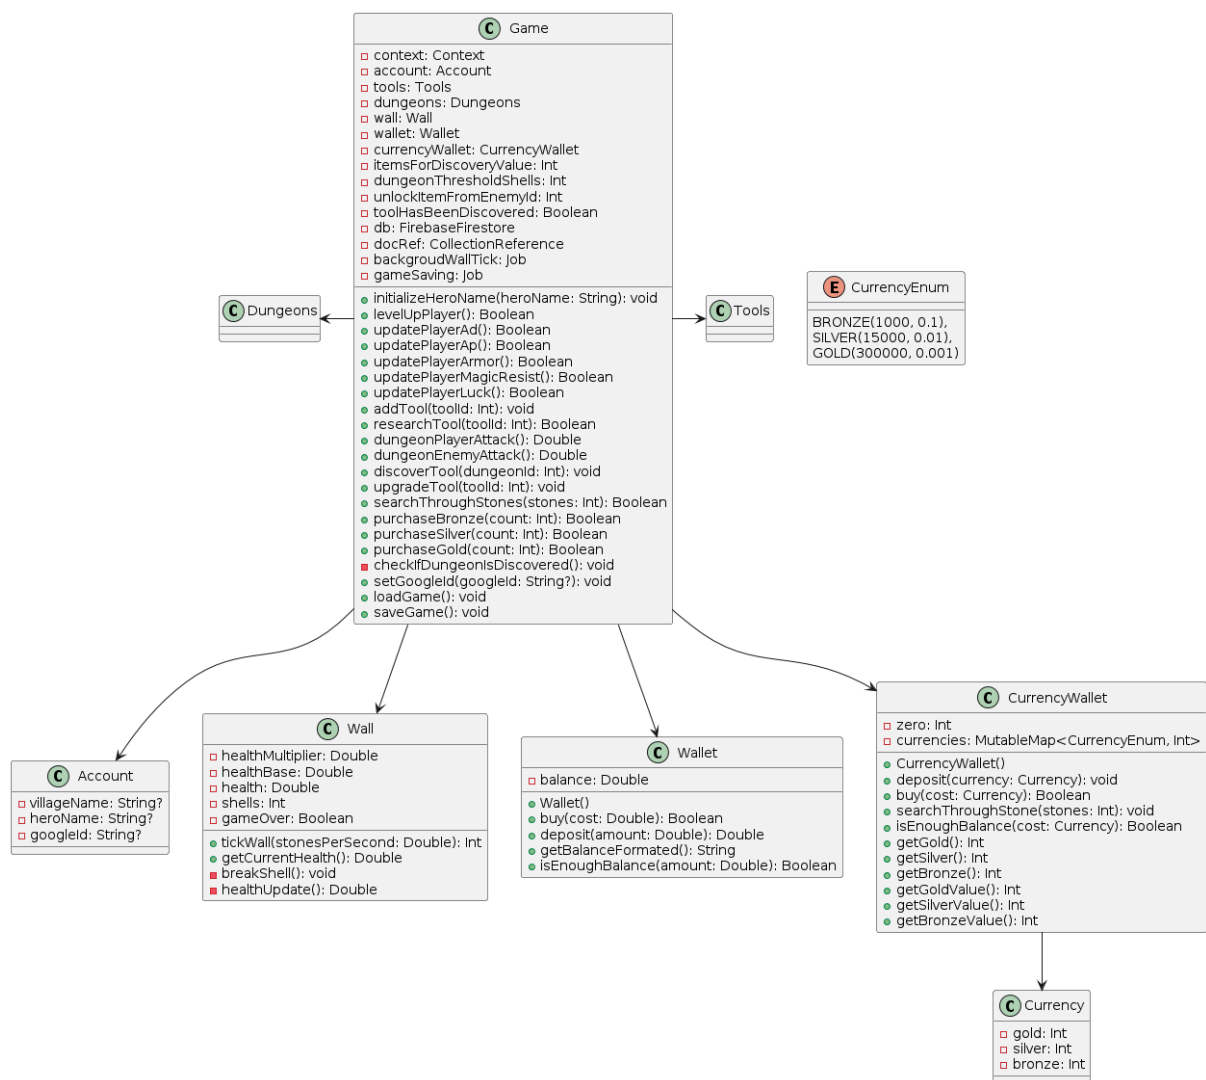 C Game
context: Context
account: Account
tools: Tools
dungeons: Dungeons
wall: Wall
wallet: Wallet
currencyWallet: CurrencyWallet
itemsForDiscoveryValue: Int
dungeonThresholdShells: Int
unlockItemFromEnemyId: Int
toolHasBeenDiscovered: Boolean
db: FirebaseFirestore
docRef: CollectionReference
backgroudWallTick: Job
gameSaving: Job
initializeHeroName(heroName: String): void
levelUpPlayer(): Boolean
updatePlayerAd(): Boolean
updatePlayerAp(): Boolean
updatePlayerArmor(): Boolean
updatePlayerMagicResist(): Boolean
updatePlayerLuck(): Boolean
addTool(toolId: Int): void
researchTool(toolId: Int): Boolean
dungeonPlayerAttack(): Double
dungeonEnemyAttack(): Double
discoverTool(dungeonId: Int): void
upgradeTool(toolId: Int): void
searchThroughStones(stones: Int): Boolean
purchaseBronze(count: Int): Boolean
purchaseSilver(count: Int): Boolean
purchaseGold(count: Int): Boolean
checkIfDungeonIsDiscovered(): void
setGoogleId(googleId: String?): void
loadGame(): void
saveGame(): void
C Dungeons
C Tools
E CurrencyEnum
BRONZE(1000, 0.1),
SILVER(15000, 0.01),
GOLD(300000, 0.001)
C Account
villageName: String?
heroName: String?
googleId: String?
C Wall
healthMultiplier: Double
healthBase: Double
health: Double
shells: Int
gameOver: Boolean
tickWall(stonesPerSecond: Double): Int
getCurrentHealth(): Double
breakShell(): void
healthUpdate(): Double
C Wallet
balance: Double
Wallet()
buy(cost: Double): Boolean
deposit(amount: Double): Double
getBalanceFormated(): String
isEnoughBalance(amount: Double): Boolean
C CurrencyWallet
zero: Int
currencies: MutableMap<CurrencyEnum, Int>
CurrencyWallet()
deposit(currency: Currency): void
buy(cost: Currency): Boolean
searchThroughStone(stones: Int): void
isEnoughBalance(cost: Currency): Boolean
getGold(): Int
getSilver(): Int
getBronze(): Int
getGoldValue(): Int
getSilverValue(): Int
getBronzeValue(): Int
C Currency
gold: Int
silver: Int
bronze: Int